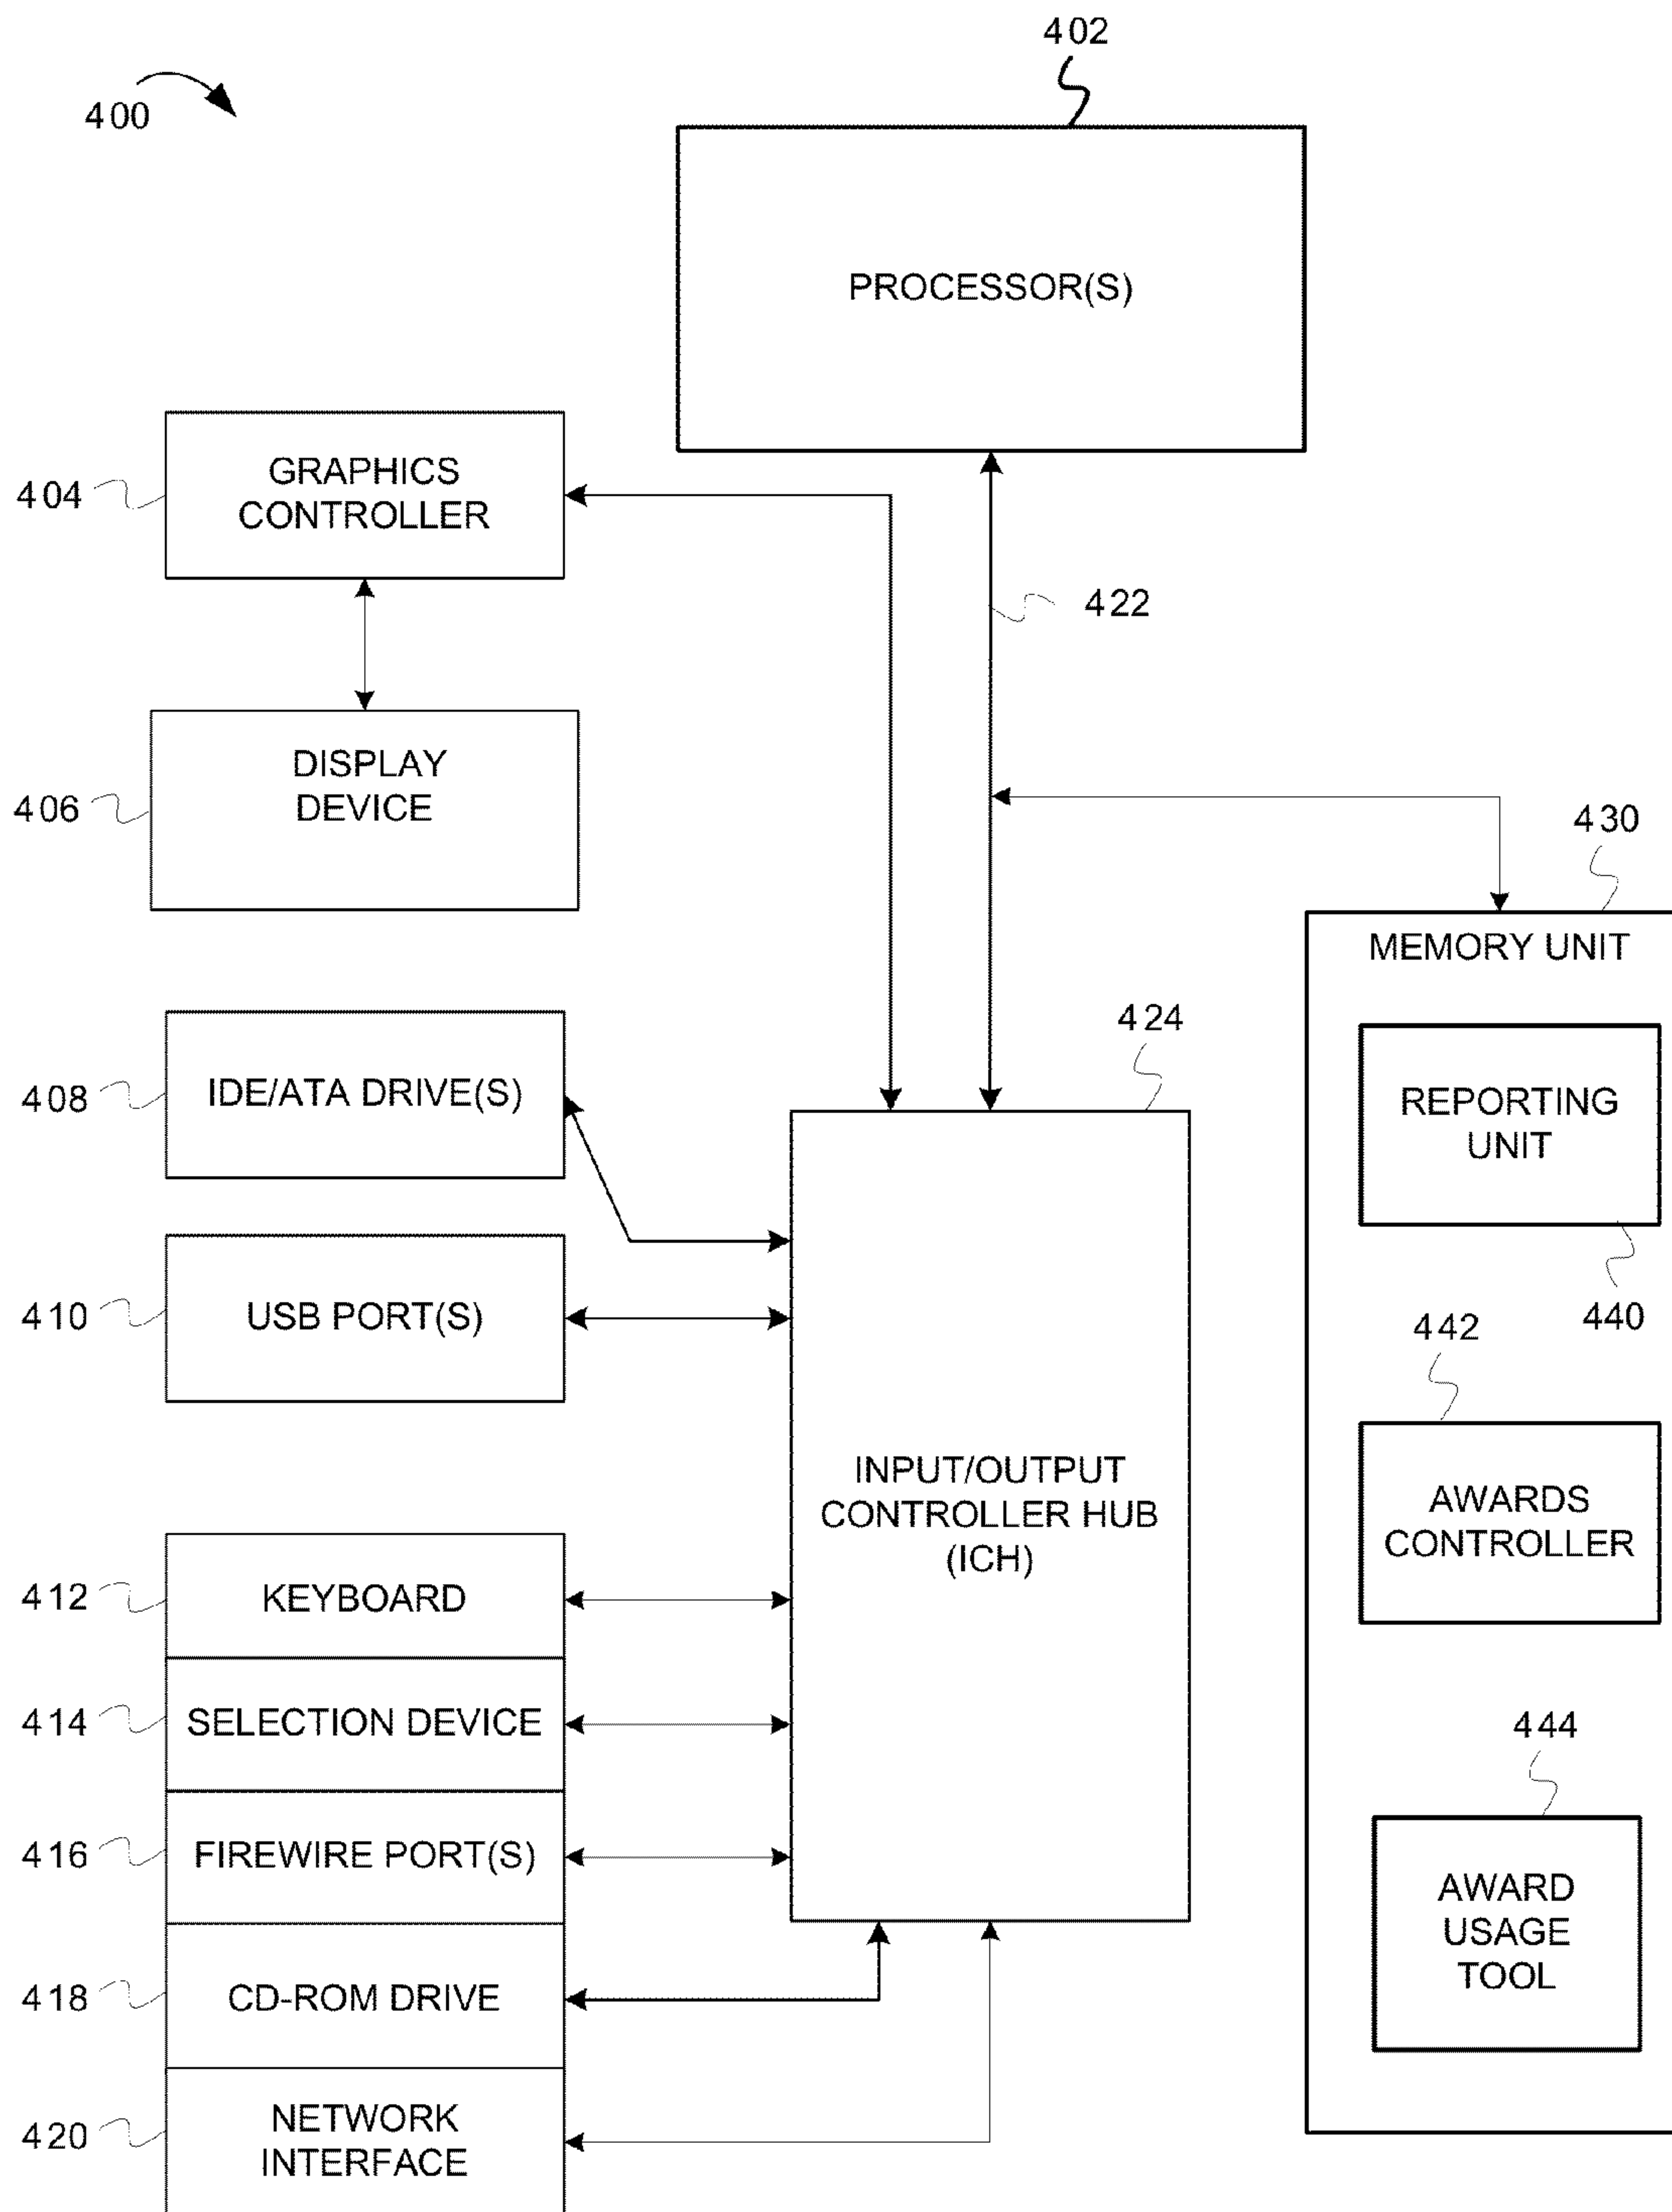 402
400
PROCESSOR(S)
GRAPHICS
CONTROLLER
404
422
DISPLAY
DEVICE
406
430
MEMORY UNIT
424
408
IDE/ATA DRIVE(S)
REPORTING
UNIT
410
USB PORT(S)
440
442
INPUT/OUTPUT
CONTROLLER HUB
(ICH)
AWARDS
CONTROLLER
412
KEYBOARD
414
SELECTION DEVICE
444
416
FIREWIRE PORT(S)
AWARD
USAGE
TOOL
418
CD-ROM DRIVE
420
NETWORK
INTERFACE